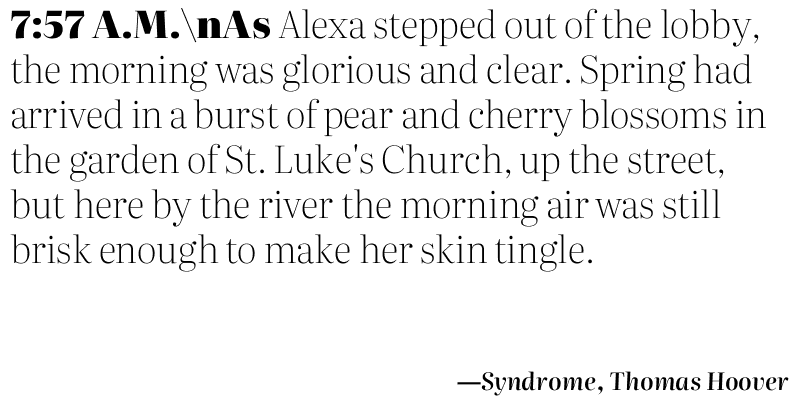 7:57 A.M.\nAs Alexa stepped out of the lobby,
the morning was glorious and clear. Spring had
arrived in a burst of pear and cherry blossoms in
the garden of St. Luke's Church, up the street,
but here by the river the morning air was still
brisk enough to make her skin tingle.
—Syndrome, Thomas Hoover